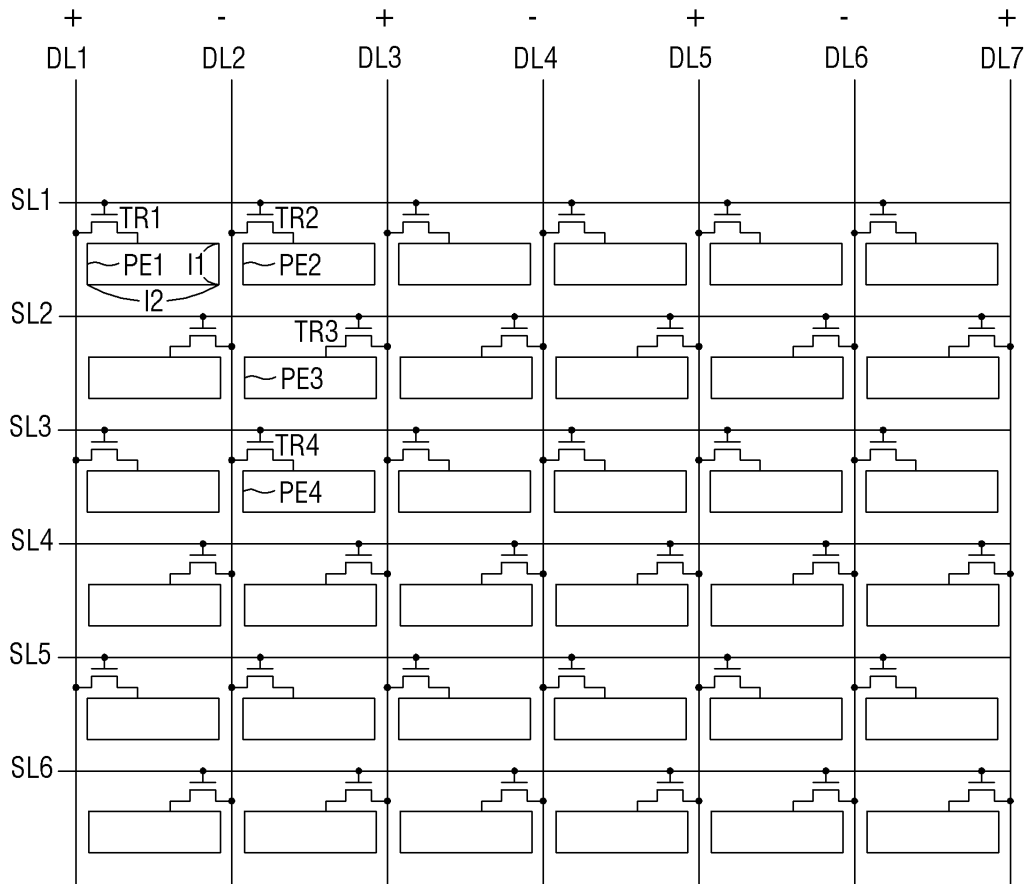 + - + - + - +
DL1 DL2 DL3 DL4 DL5 DL6 DL7
SL1
TR1 TR2
PE1 I1 PE2
I2
SL2
TR3
PE3
SL3
TR4
PE4
SL4
SL5
SL6